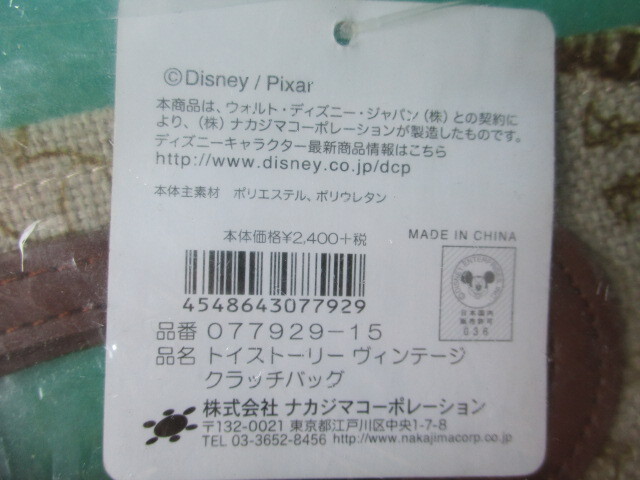 ©Disney / Pixar
本商品は、ウォルト・ディズニー・ジャパン(株)との契約に
より、(株)ナカジマコーポレーションが製造したものです。
ディズニーキャラクター最新商品情報はこちら
http://www.disney.co.jp/dcp
本体主素材 ポリエステル、ポリウレタン
本体価格¥2,400+税
MADE IN CHINA
4548643077929
日本国内
販売許可
036
品番 077929-15
品名 トイストーリー ヴィンテージ
クラッチバッグ
株式会社 ナカジマコーポレーション
〒132-0021 東京都江戸川区中央1-7-8
TEL 03-3652-8456 http://www.nakajimacorp.co.jp